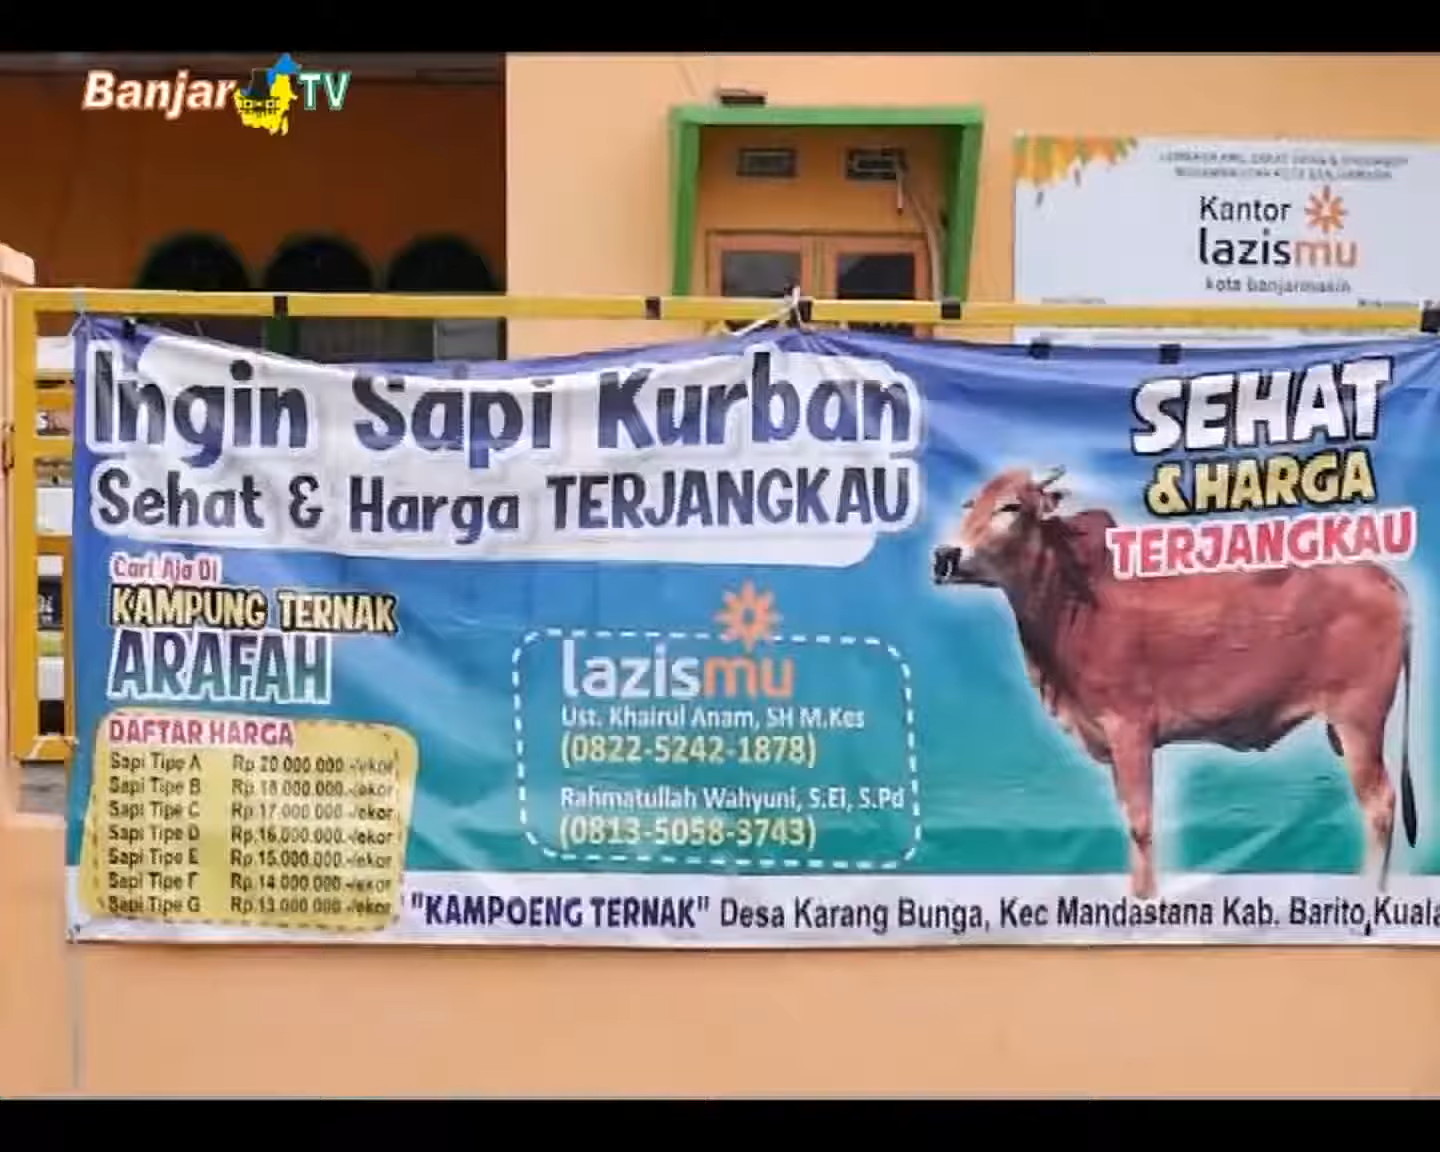 Banjar TV
Kantor
lazismu
kota banjarmasin
Ingin Sapi Kurban
Sehat & Harga TERJANGKAU
SEHAT
& HARGA
TERJANGKAU
Cari Aja Di
KAMPUNG TERNAK
ARAFAH
DAFTAR HARGA
Sapi Tipe A Rp.20.000.000.-/ekor
Sapi Tipe B Rp.18.000.000.-/ekor
Sapi Tipe C Rp.17.000.000.-/ekor
Sapi Tipe D Rp.16.000.000.-/ekor
Sapi Tipe E Rp.15.000.000.-/ekor
Sapi Tipe F Rp.14.000.000.-/ekor
Sapi Tipe G Rp.13.000.000.-/ekor
lazismu
Ust. Khairul Anam, SH M.Kes
(0822-5242-1878)
Rahmatullah Wahyuni, S.EI, S.Pd
(0813-5058-3743)
"KAMPOENG TERNAK" Desa Karang Bunga, Kec Mandastana Kab. Barito Kuala